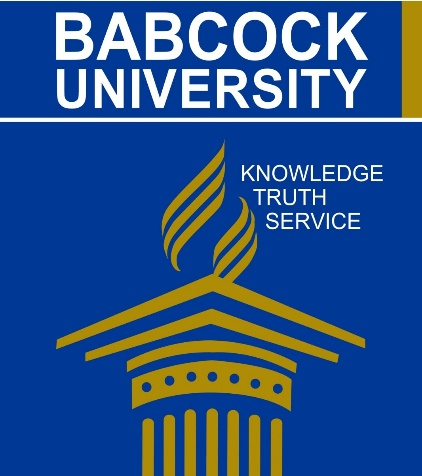 BABCOCK
UNIVERSITY
KNOWLEDGE
TRUTH
SERVICE